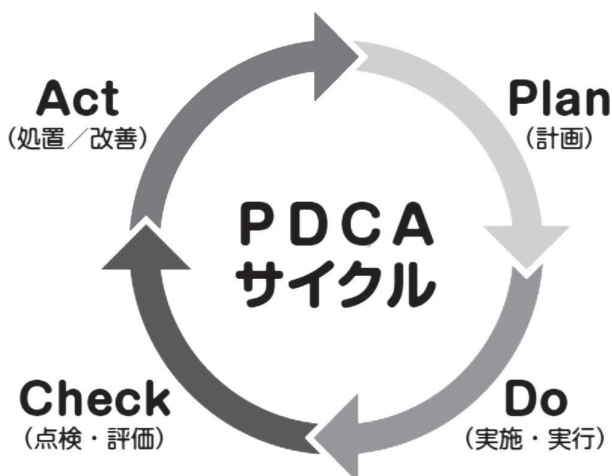 PDCA
サイクル
Plan
(計画)
Do
(実施・実行)
Check
(点検・評価)
Act
(処置／改善)